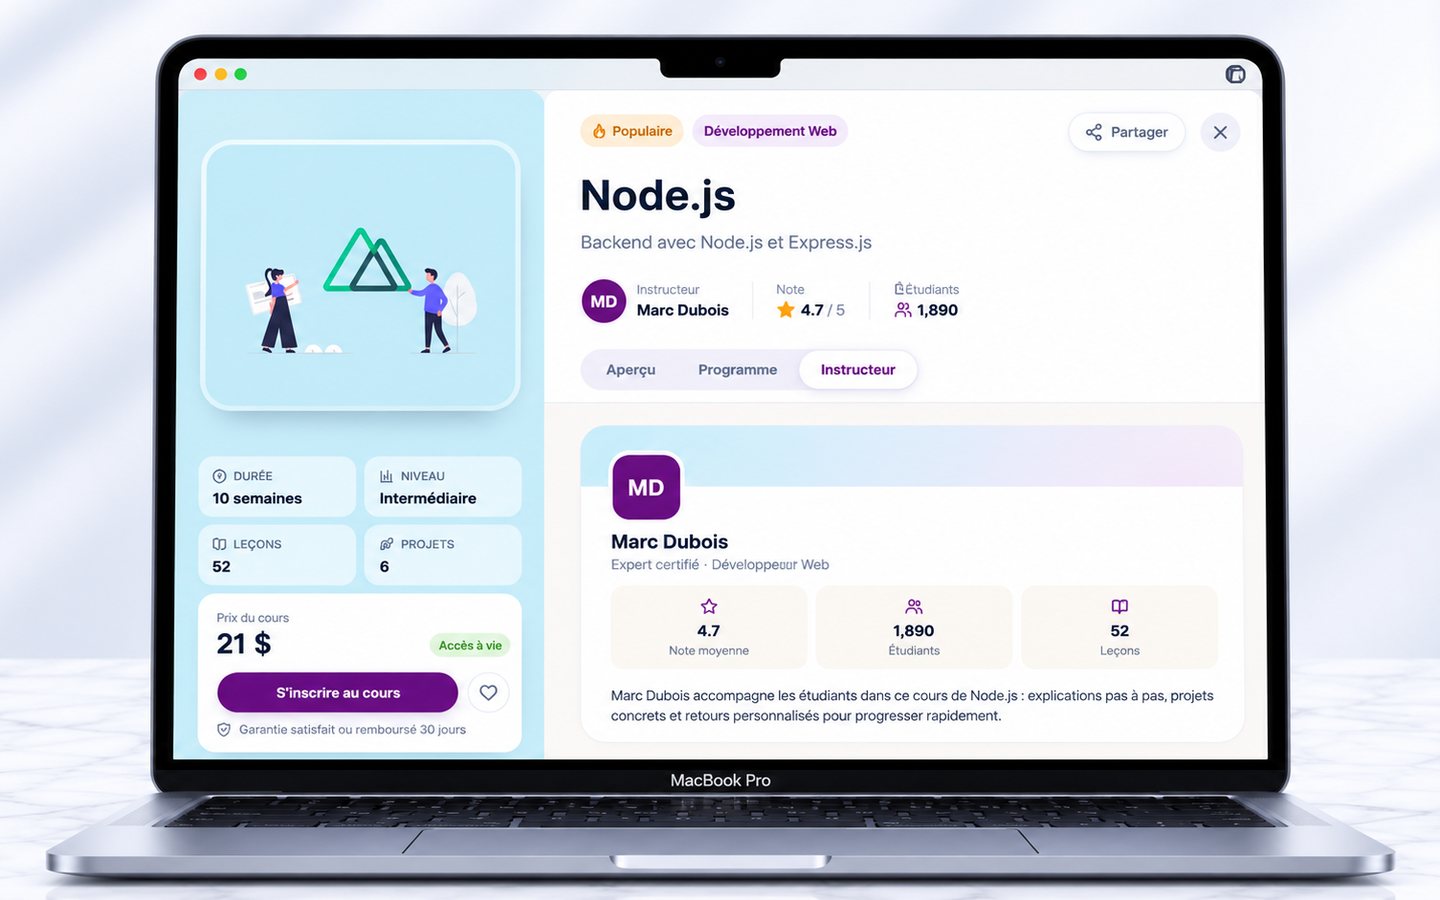 Populaire
Développement Web
Partager
Node.js
Backend avec Node.js et Express.js
MD
Instructeur
Marc Dubois
Note
4.7 / 5
Étudiants
1,890
Aperçu
Programme
Instructeur
DURÉE
10 semaines
NIVEAU
Intermédiaire
LEÇONS
52
PROJETS
6
Prix du cours
21 $
Accès à vie
S'inscrire au cours
Garantie satisfait ou remboursé 30 jours
MD
Marc Dubois
Expert certifié · Développeur Web
4.7
Note moyenne
1,890
Étudiants
52
Leçons
Marc Dubois accompagne les étudiants dans ce cours de Node.js : explications pas à pas, projets
concrets et retours personnalisés pour progresser rapidement.
MacBook Pro